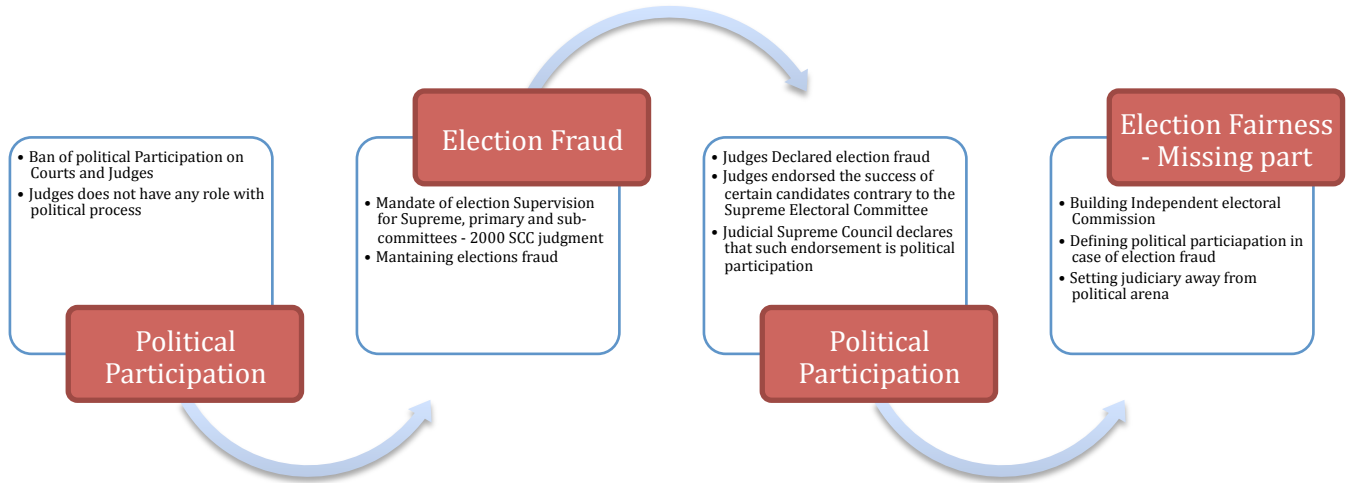 • Ban of political Participation on
Courts and Judges
• Judges does not have any role with
political process
Political
Participation
Election Fraud
• Mandate of election Supervision
for Supreme, primary and sub-
committees - 2000 SCC judgment
• Mantaining elections fraud
• Judges Declared election fraud
• Judges endorsed the success of
certain candidates contrary to the
Supreme Electoral Committee
• Judicial Supreme Council declares
that such endorsement is political
participation
Political
Participation
Election Fairness
- Missing part
• Building Independent electoral
Commission
• Defining political particiapation in
case of election fraud
• Setting judiciary away from
political arena